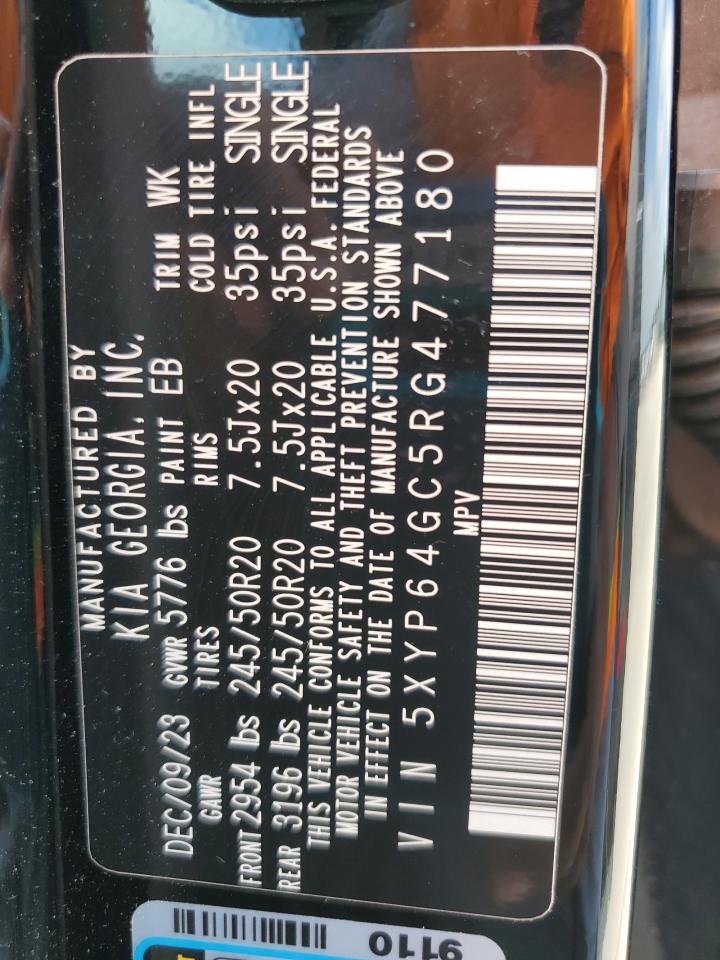 MANUFACTURED BY
KIA GEORGIA, INC.
DEC/09/23 GVWR 5776 lbs PAINT EB TRIM WK
GAWR TIRES RIMS COLD TIRE INFL
FRONT 2954 lbs 245/50R20 7.5Jx20 35psi SINGLE
REAR 3196 lbs 245/50R20 7.5Jx20 35psi SINGLE
THIS VEHICLE CONFORMS TO ALL APPLICABLE U.S.A. FEDERAL
MOTOR VEHICLE SAFETY AND THEFT PREVENTION STANDARDS
IN EFFECT ON THE DATE OF MANUFACTURE SHOWN ABOVE
VIN 5XYP64GC5RG477180
MPV
9110